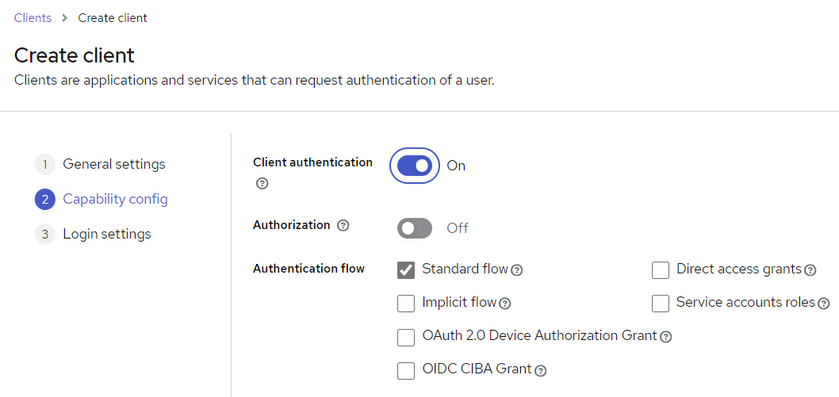 Clients > Create client
Create client
Clients are applications and services that can request authentication of a user.
1 General settings
2 Capability config
3 Login settings
Client authentication
On
Authorization
Off
Authentication flow
Standard flow
Direct access grants
Implicit flow
Service accounts roles
OAuth 2.0 Device Authorization Grant
OIDC CIBA Grant